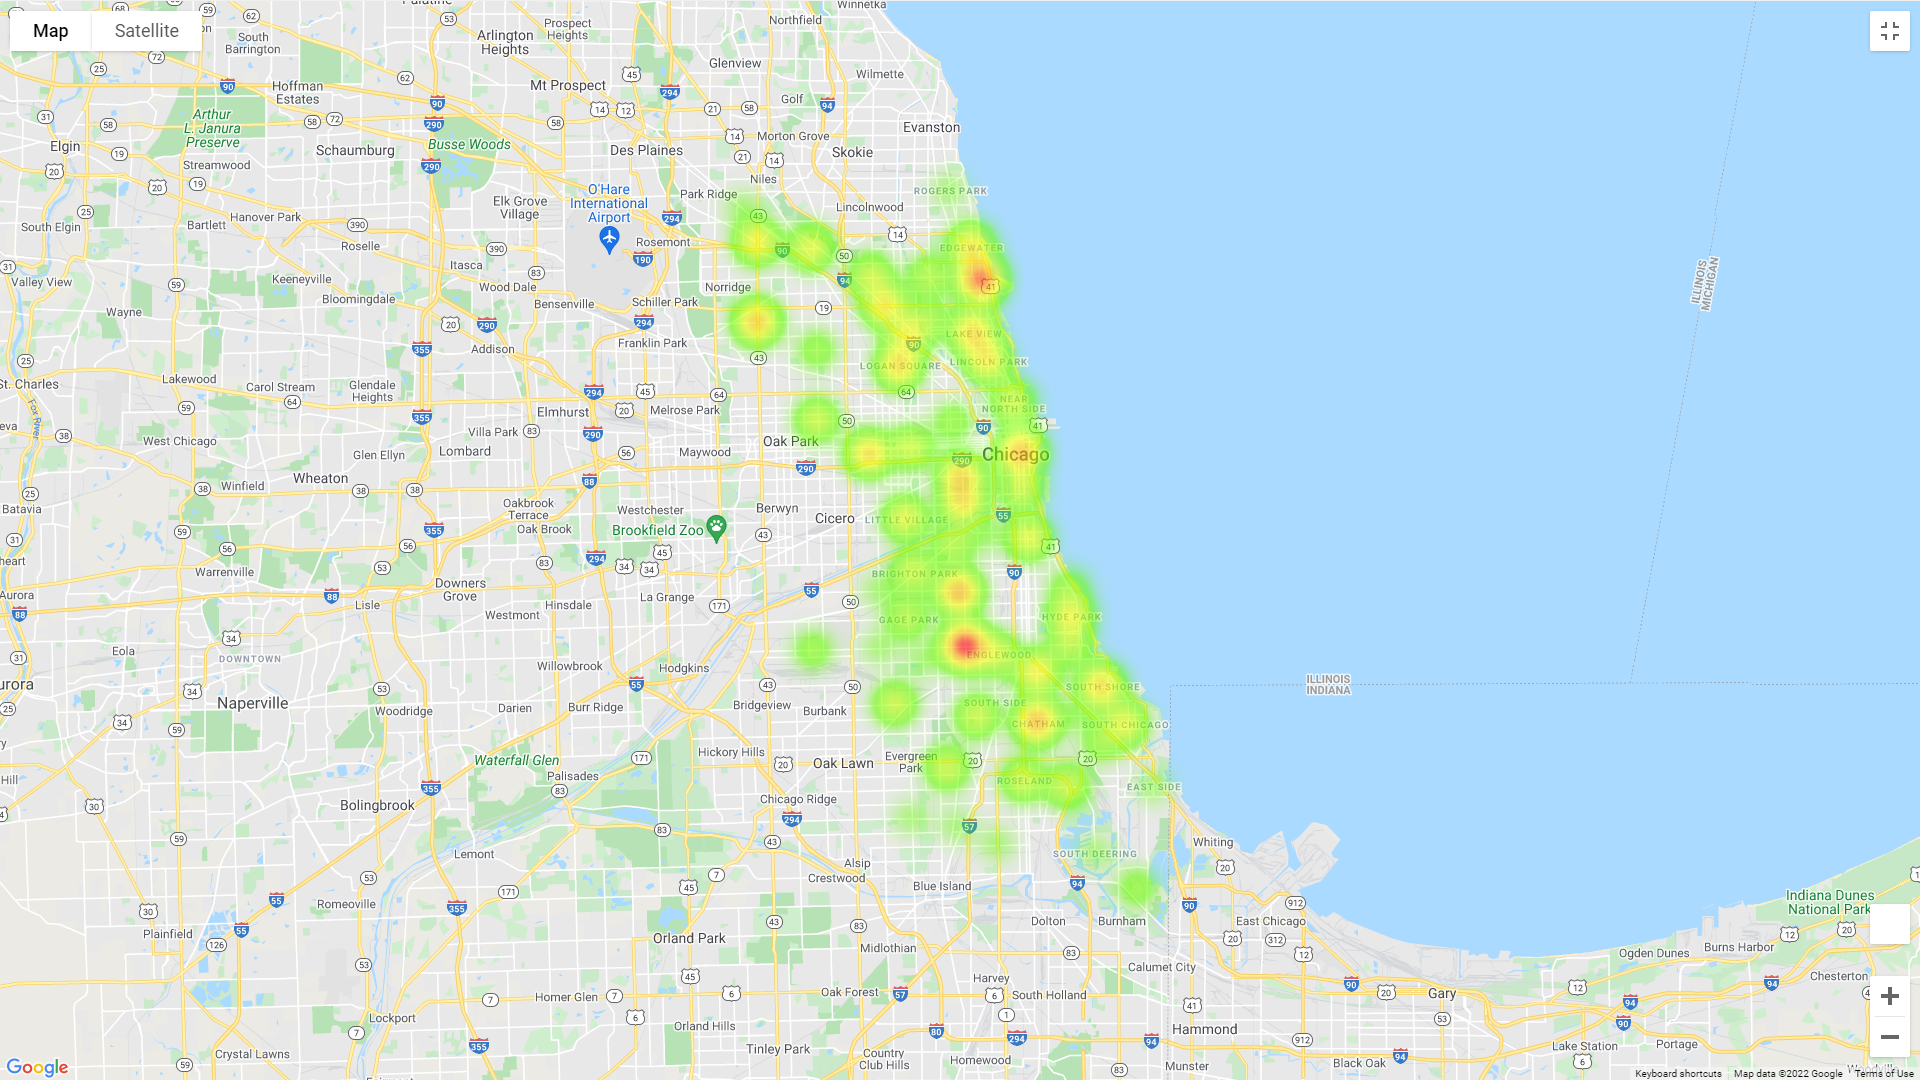 Map
Satellite
Winnetka
Northfield
Prospect
Heights
Arlington
Heights
South
Barrington
Glenview
Wilmette
Mt Prospect
Hoffman
Estates
Golf
Arthur
L. Janura
Preserve
Evanston
Morton Grove
Elgin
Busse Woods
Schaumburg
Des Plaines
Skokie
Streamwood
Niles
ROGERS PARK
Park Ridge
O'Hare
International
Airport
Elk Grove
Village
Lincolnwood
Hanover Park
Bartlett
South Elgin
Roselle
Rosemont
EDGEWATER
Itasca
Keeneyville
Valley View
Wood Dale
Norridge
ILLINOIS
MICHIGAN
Bloomingdale
Bensenville
Schiller Park
Wayne
LAKE VIEW
Franklin Park
Addison
LINCOLN PARK
LOGAN SQUARE
Lakewood
Carol Stream
Glendale
Heights
St. Charles
NEAR
NORTH SIDE
Elmhurst
Melrose Park
Fox River
Villa Park
West Chicago
Oak Park
Glen Ellyn
Lombard
Maywood
Chicago
Wheaton
Winfield
Batavia
Oakbrook
Terrace
Westchester
Berwyn
Oak Brook
Brookfield Zoo
Cicero
LITTLE VILLAGE
Warrenville
BRIGHTON PARK
Downers
Grove
Aurora
Lisle
Hinsdale
La Grange
Westmont
HYDE PARK
GAGE PARK
Eola
DOWNTOWN
ENGLEWOOD
Willowbrook
Hodgkins
ILLINOIS
INDIANA
SOUTH SHORE
Naperville
Woodridge
Darien
Burr Ridge
Bridgeview
Burbank
SOUTH SIDE
CHATHAM
SOUTH CHICAGO
Hickory Hills
Waterfall Glen
Oak Lawn
Evergreen
Park
Palisades
ROSELAND
EAST SIDE
Bolingbrook
Chicago Ridge
Whiting
Lemont
Alsip
SOUTH DEERING
Crestwood
Blue Island
Romeoville
Indiana Dunes
National Park
Dolton
Burnham
East Chicago
Plainfield
Orland Park
Midlothian
Burns Harbor
Ogden Dunes
Calumet City
Chesterton
Harvey
Oak Forest
South Holland
Homer Glen
Gary
Lockport
Orland Hills
Hammond
Crystal Lawns
Tinley Park
Country
Club Hills
Homewood
Lake Station
Portage
Black Oak
Munster
Google
Keyboard shortcuts
Map data ©2022 Google
Terms of Use